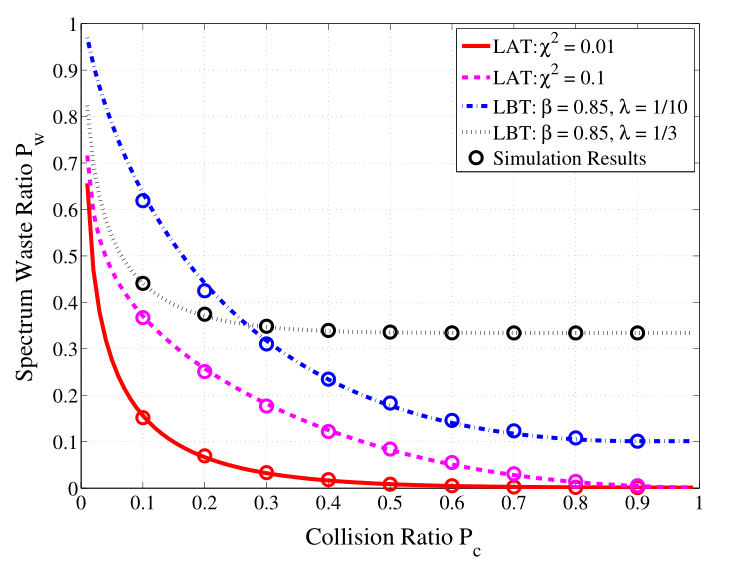 1
0.9
0.8
0.7
0.6
0.5
0.4
0.3
0.2
0.1
0
Spectrum Waste Ratio P_w
LAT: χ² = 0.01
LAT: χ² = 0.1
LBT: β = 0.85, λ = 1/10
LBT: β = 0.85, λ = 1/3
Simulation Results
0 0.1 0.2 0.3 0.4 0.5 0.6 0.7 0.8 0.9 1
Collision Ratio P_c